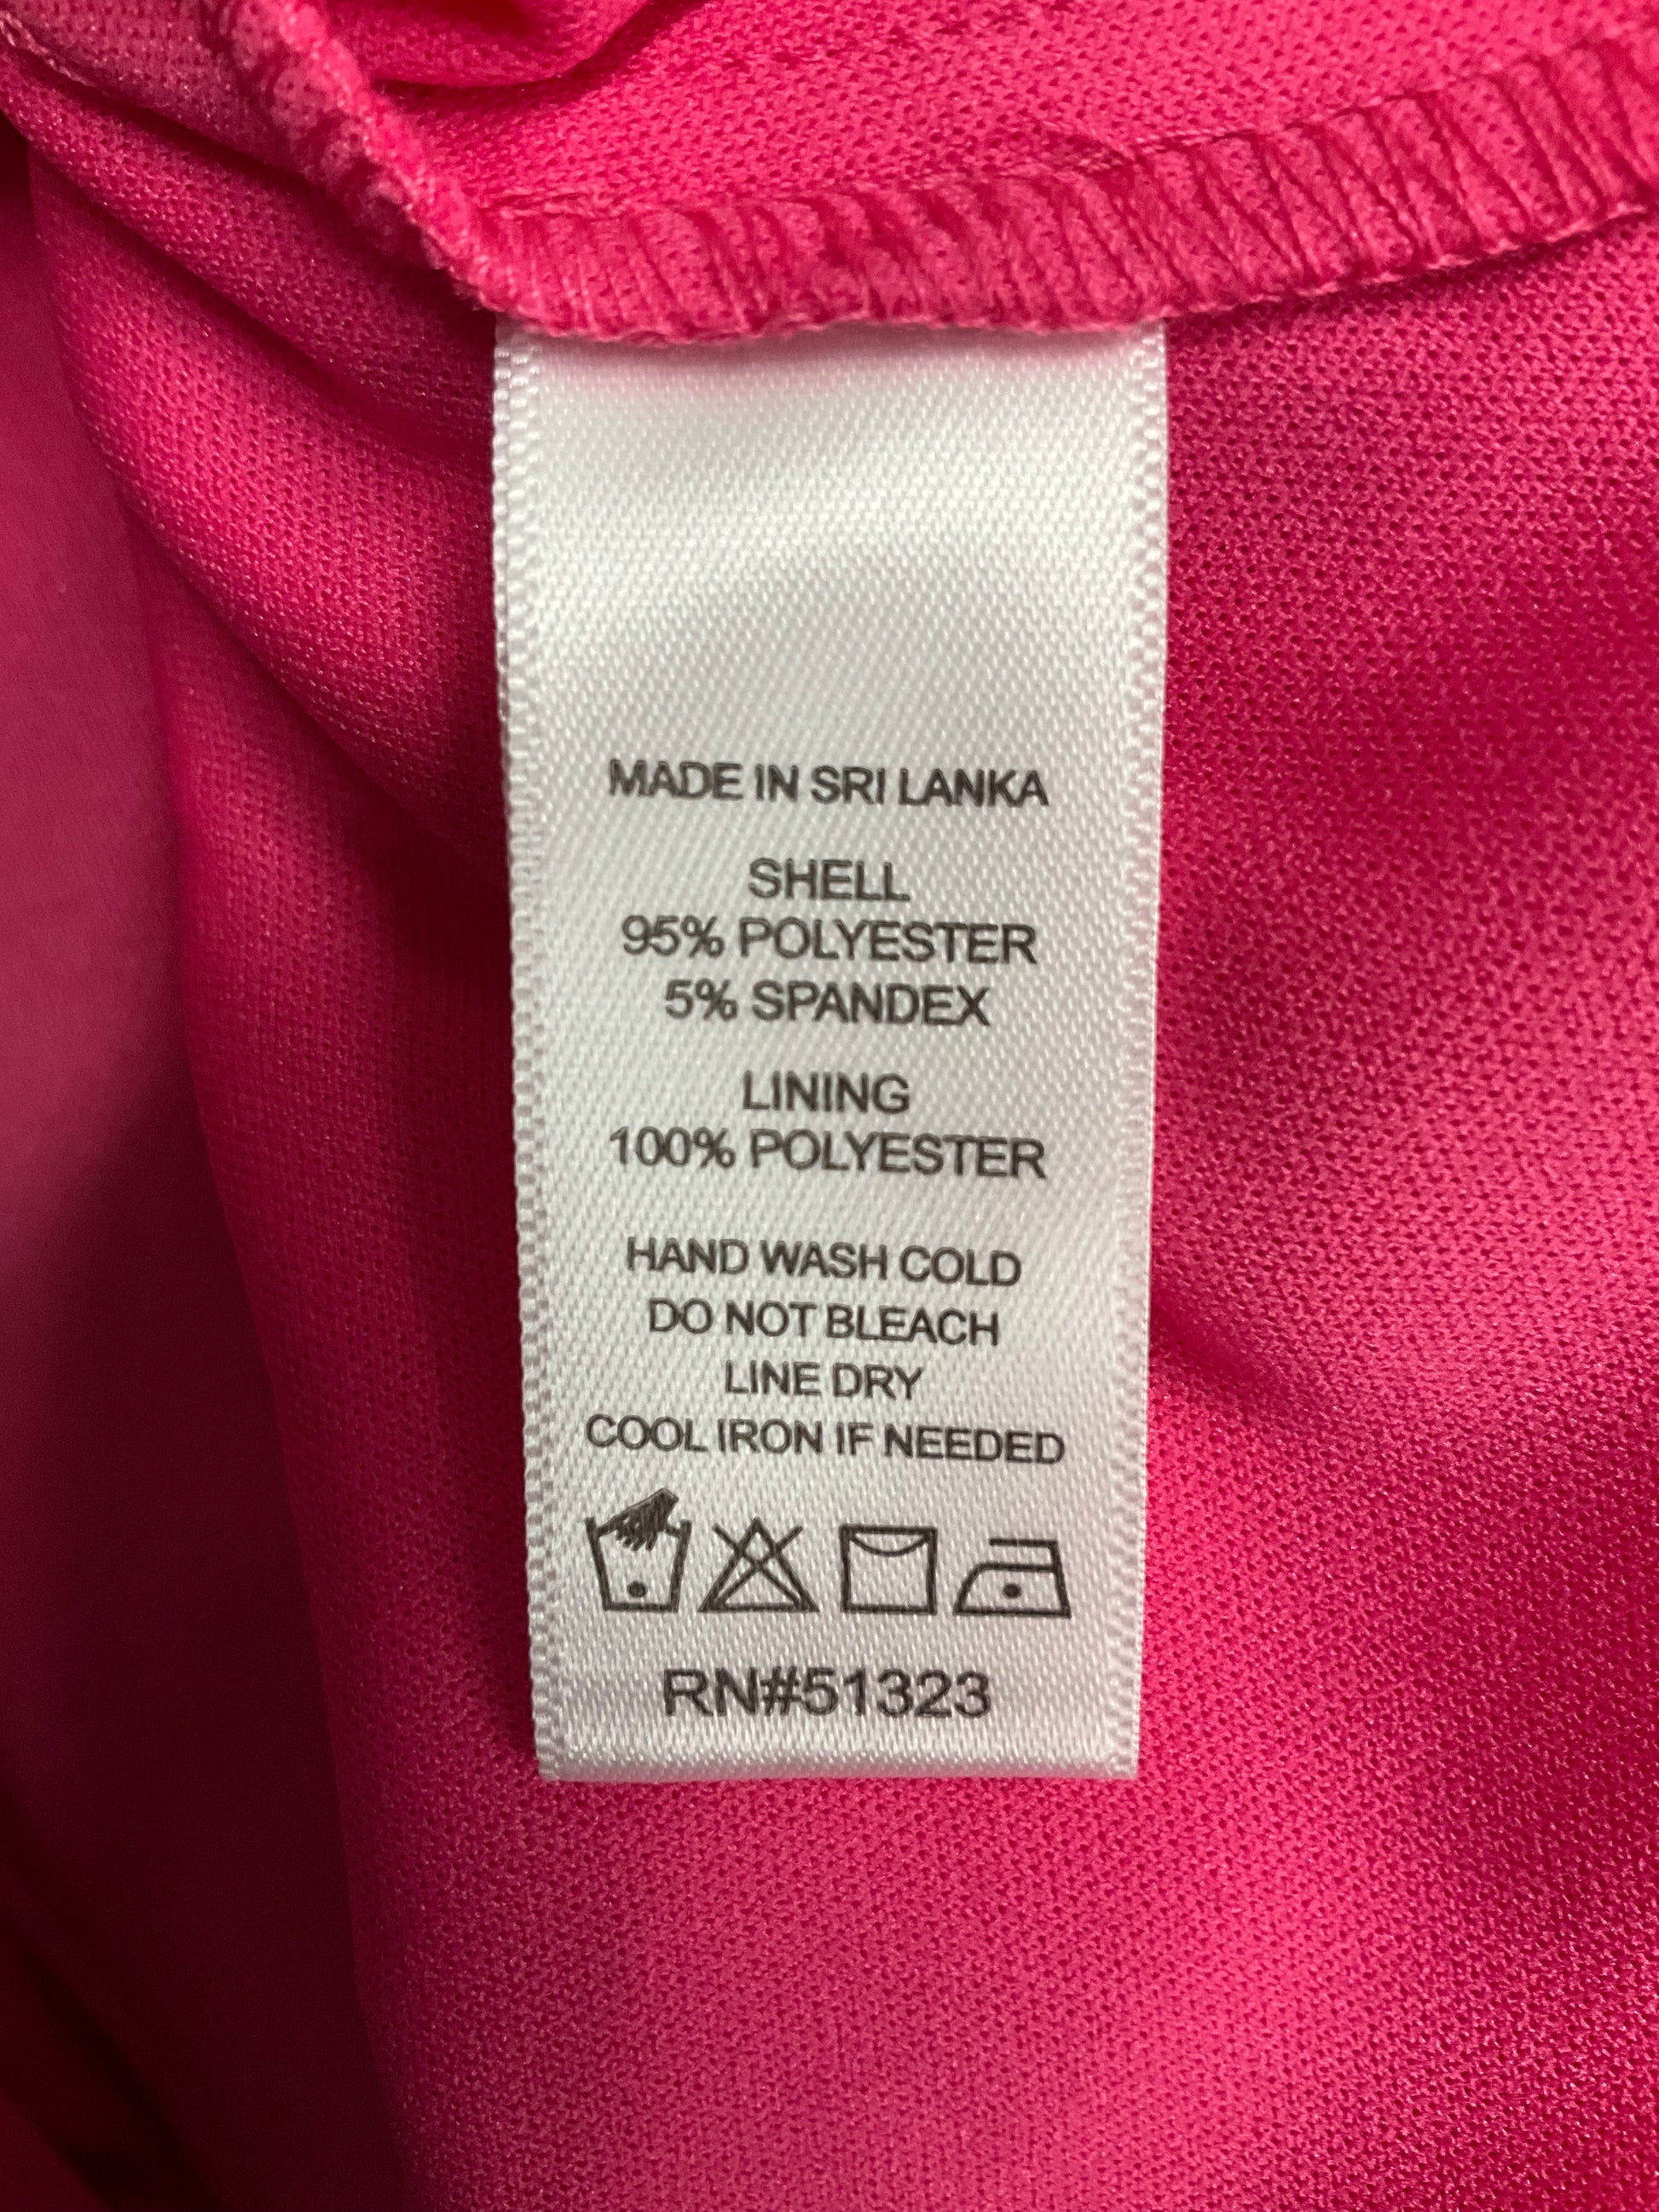 MADE IN SRI LANKA
SHELL
95% POLYESTER
5% SPANDEX
LINING
100% POLYESTER
HAND WASH COLD
DO NOT BLEACH
LINE DRY
COOL IRON IF NEEDED
RN#51323